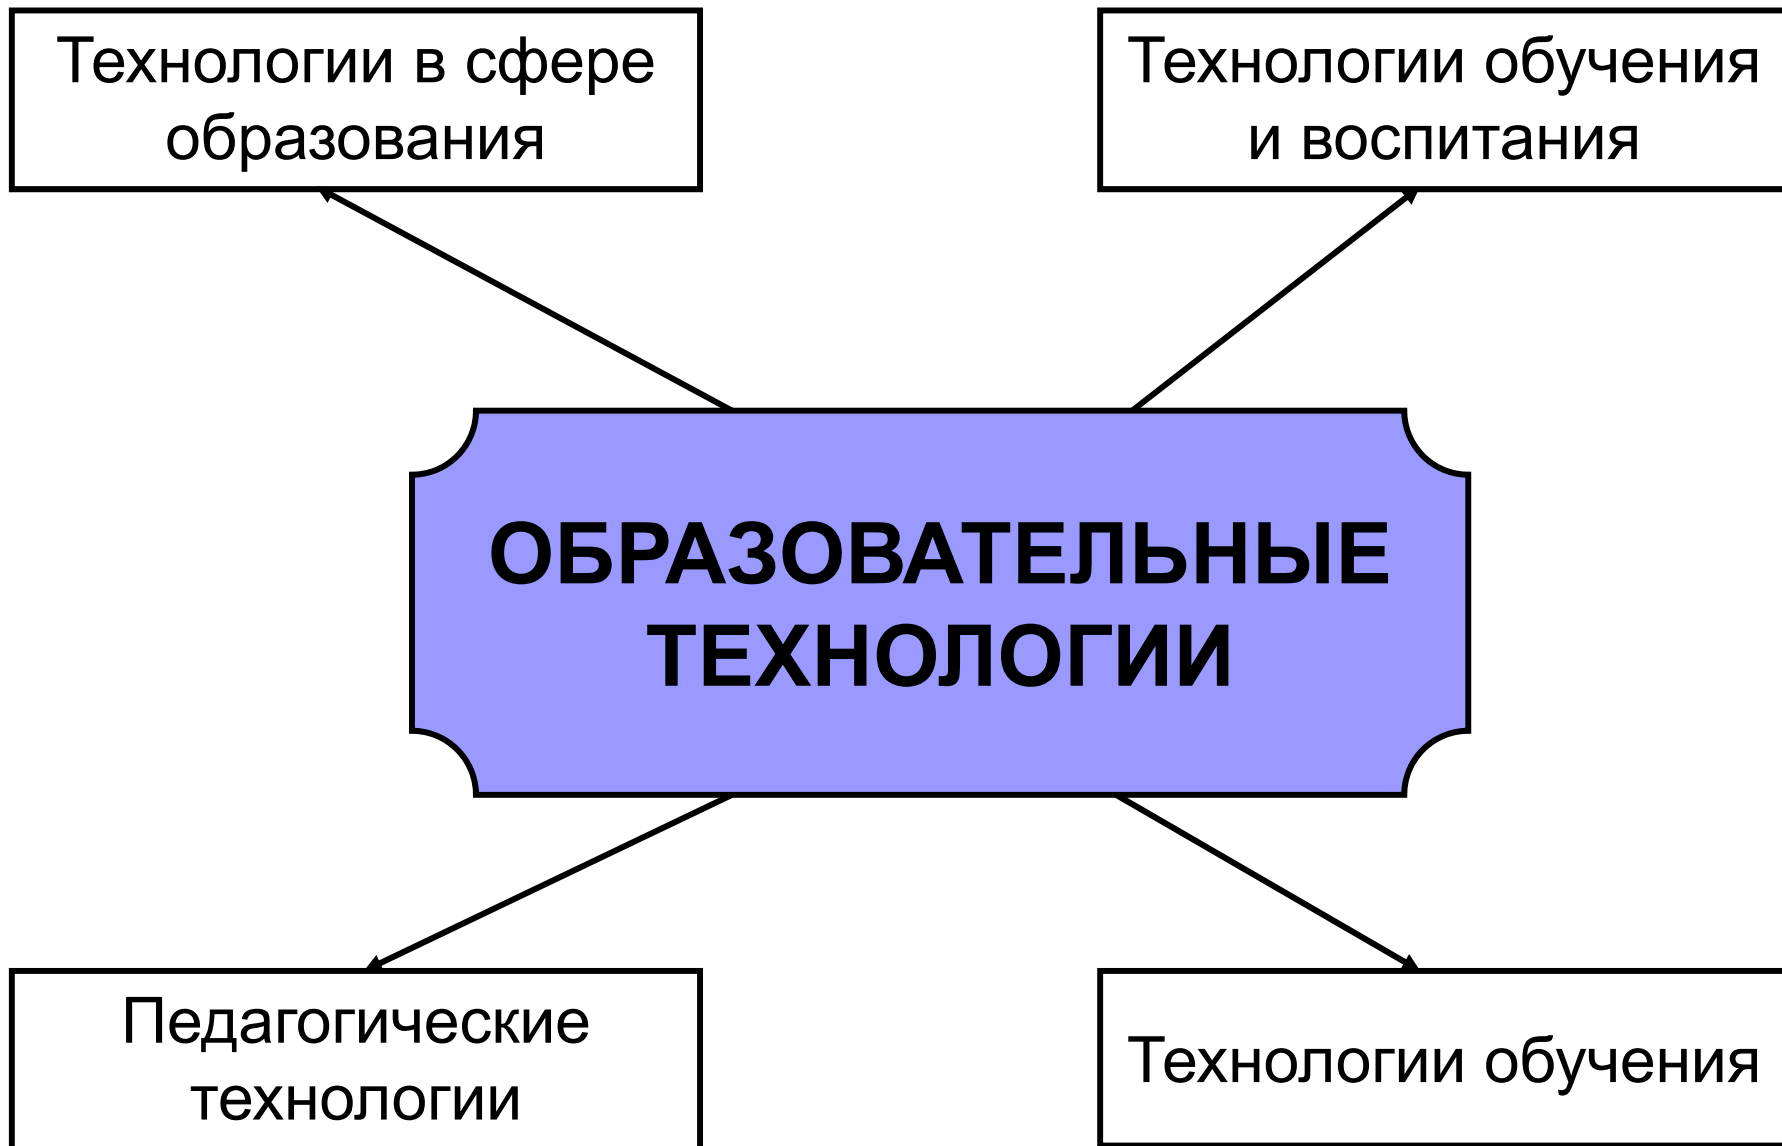 Технологии в сфере
образования
Технологии обучения
и воспитания
ОБРАЗОВАТЕЛЬНЫЕ
ТЕХНОЛОГИИ
Педагогические
технологии
Технологии обучения